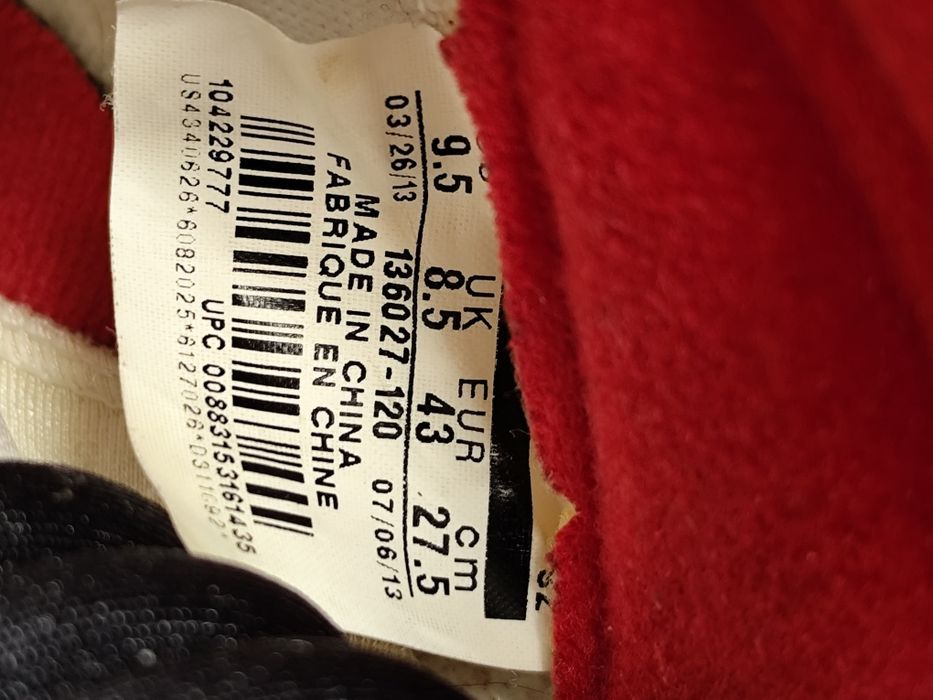 UK EUR cm
9.5 8.5 43 27.5
03/26/13 136027-120 07/06/13
MADE IN CHINA
FABRIQUE EN CHINE
104229777 UPC 00883153161435